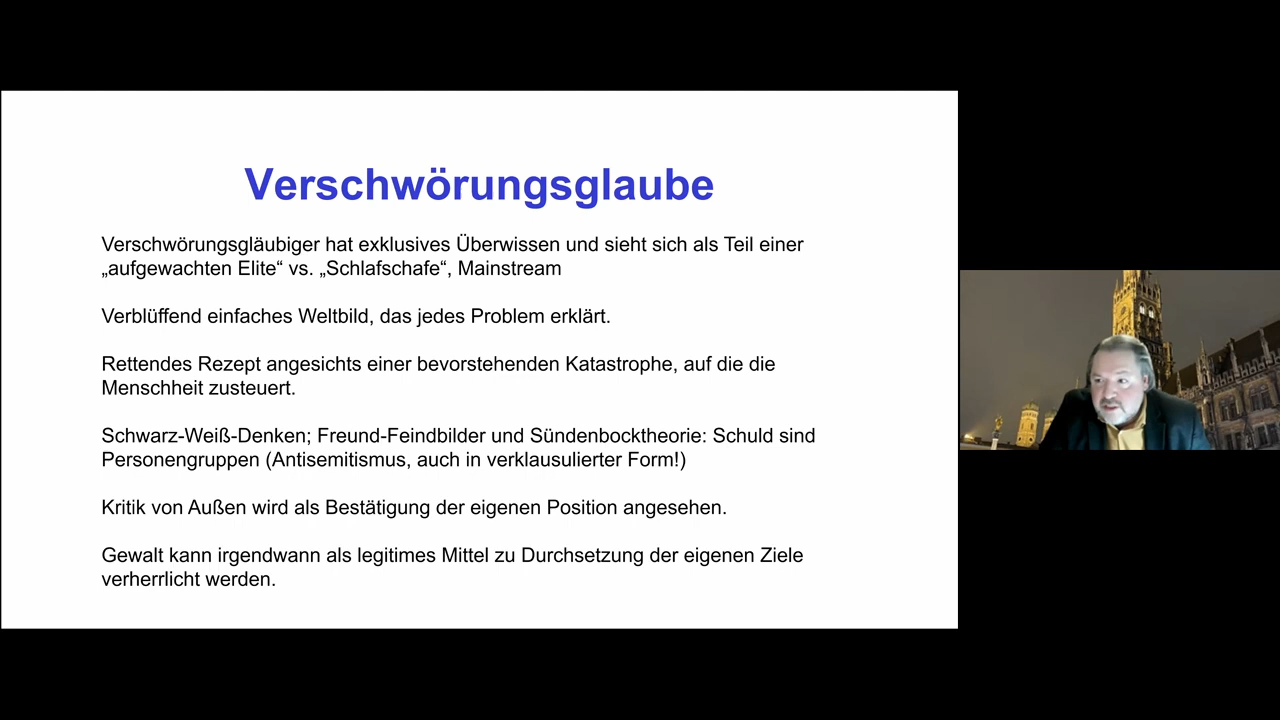 Verschwörungsglaube
Verschwörungsgläubiger hat exklusives Überwissen und sieht sich als Teil einer
„aufgewachten Elite“ vs. „Schlafschafe“, Mainstream
Verblüffend einfaches Weltbild, das jedes Problem erklärt.
Rettendes Rezept angesichts einer bevorstehenden Katastrophe, auf die die
Menschheit zusteuert.
Schwarz-Weiß-Denken; Freund-Feindbilder und Sündenbocktheorie: Schuld sind
Personengruppen (Antisemitismus, auch in verklausulierter Form!)
Kritik von Außen wird als Bestätigung der eigenen Position angesehen.
Gewalt kann irgendwann als legitimes Mittel zu Durchsetzung der eigenen Ziele
verherrlicht werden.